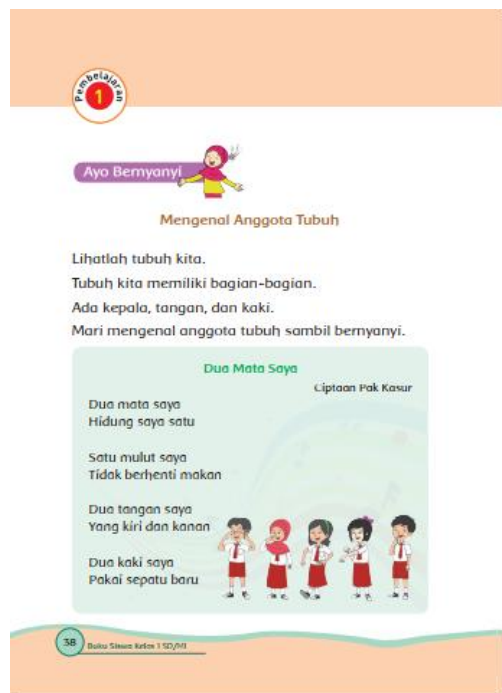 Pembelajaran
1
Ayo Bernyanyi
Mengenal Anggota Tubuh
Lihatlah tubuh kita.
Tubuh kita memiliki bagian-bagian.
Ada kepala, tangan, dan kaki.
Mari mengenal anggota tubuh sambil bernyanyi.
Dua Mata Saya
Ciptaan Pak Kasur
Dua mata saya
Hidung saya satu
Satu mulut saya
Tidak berhenti makan
Dua tangan saya
Yang kiri dan kanan
Dua kaki saya
Pakai sepatu baru
38 Buku Siswa Kelas 1 SD/MI